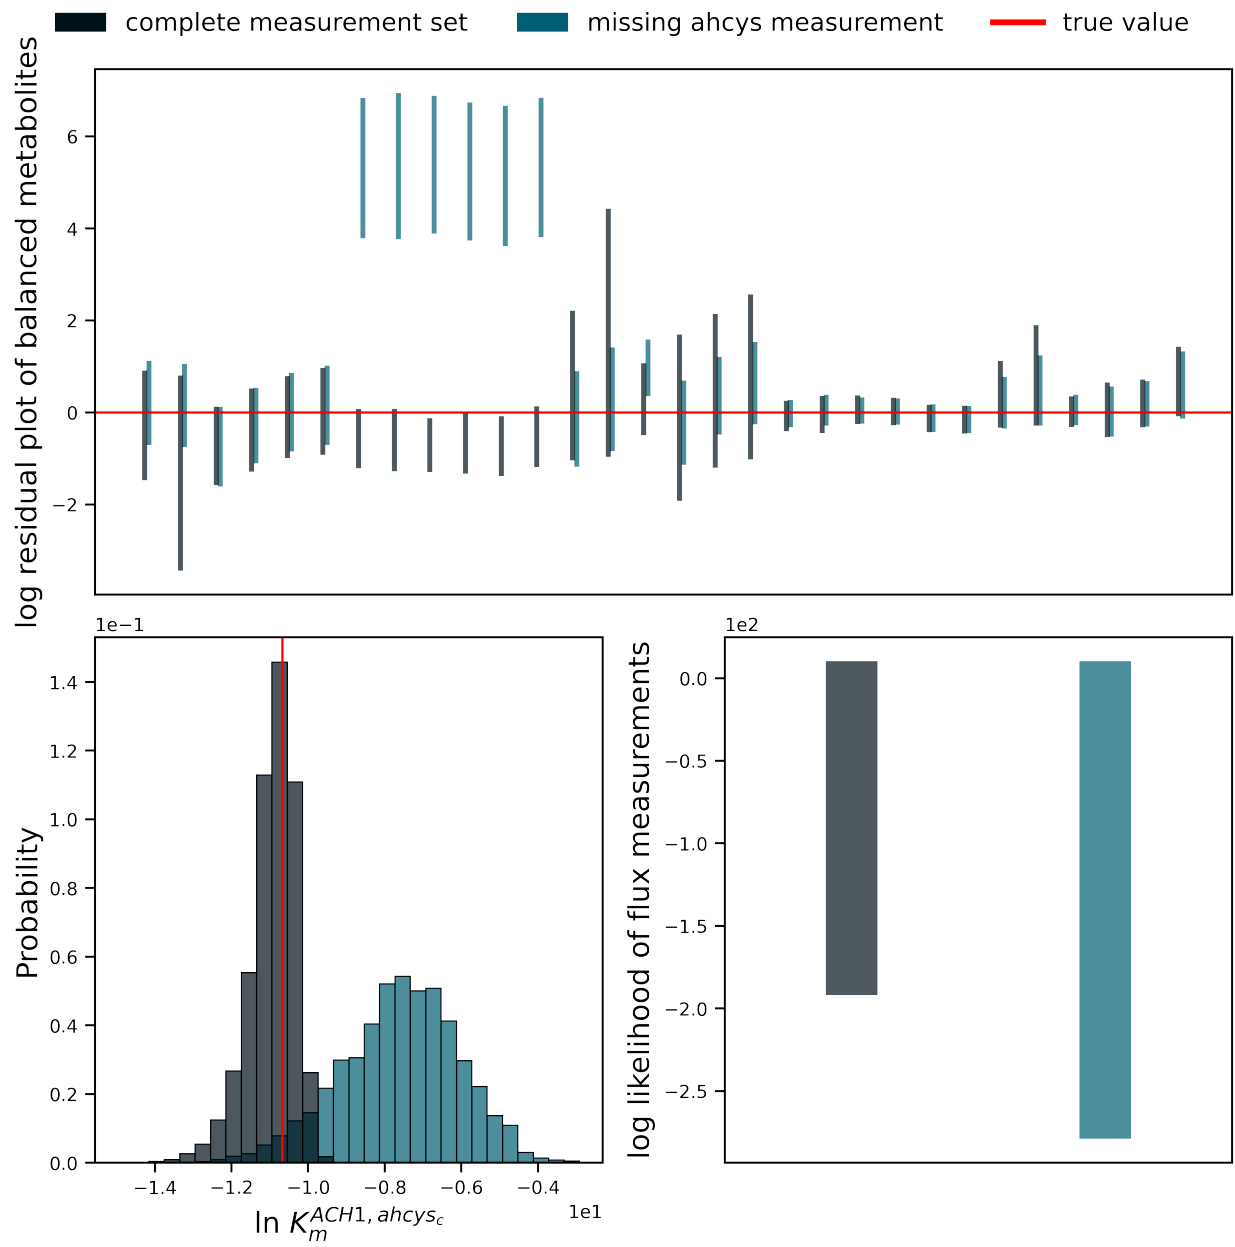 complete measurement set
missing ahcys measurement
true value
log residual plot of balanced metabolites
6
4
2
0
−2
1e−1
Probability
1.4
1.2
1.0
0.8
0.6
0.4
0.2
0.0
−1.4
−1.2
−1.0
−0.8
−0.6
−0.4
1e1
ln K_m^{ACH1, ahcys_c}
1e2
log likelihood of flux measurements
0.0
−0.5
−1.0
−1.5
−2.0
−2.5